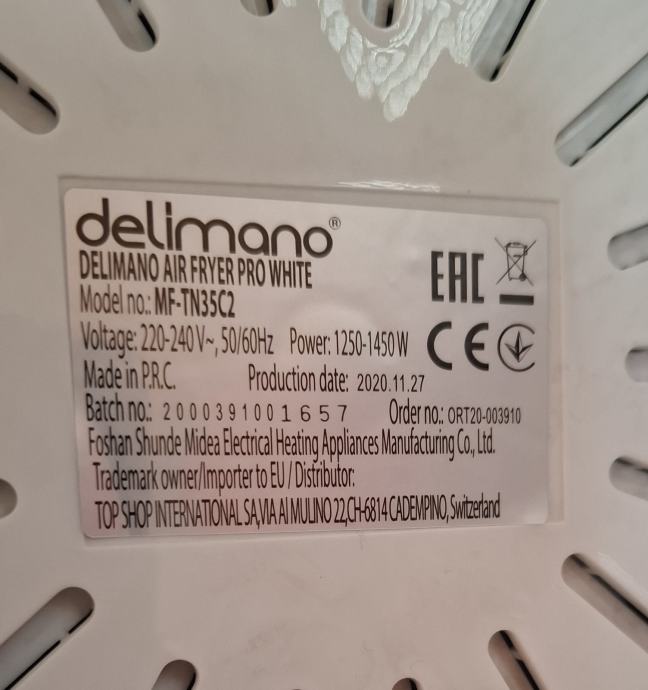 delimano®
DELIMANO AIR FRYER PRO WHITE
Model no.: MF-TN35C2
EAC
Voltage: 220-240V~, 50/60Hz Power: 1250-1450W
CE
Made in P.R.C. Production date: 2020.11.27
Batch no.: 2000391001657 Order no.: ORT20-003910
Foshan Shunde Midea Electrical Heating Appliances Manufacturing Co., Ltd.
Trademark owner/Importer to EU / Distributor:
TOP SHOP INTERNATIONAL SA, VIA AI MULINO 22, CH-6814 CADEMPINO, Switzerland